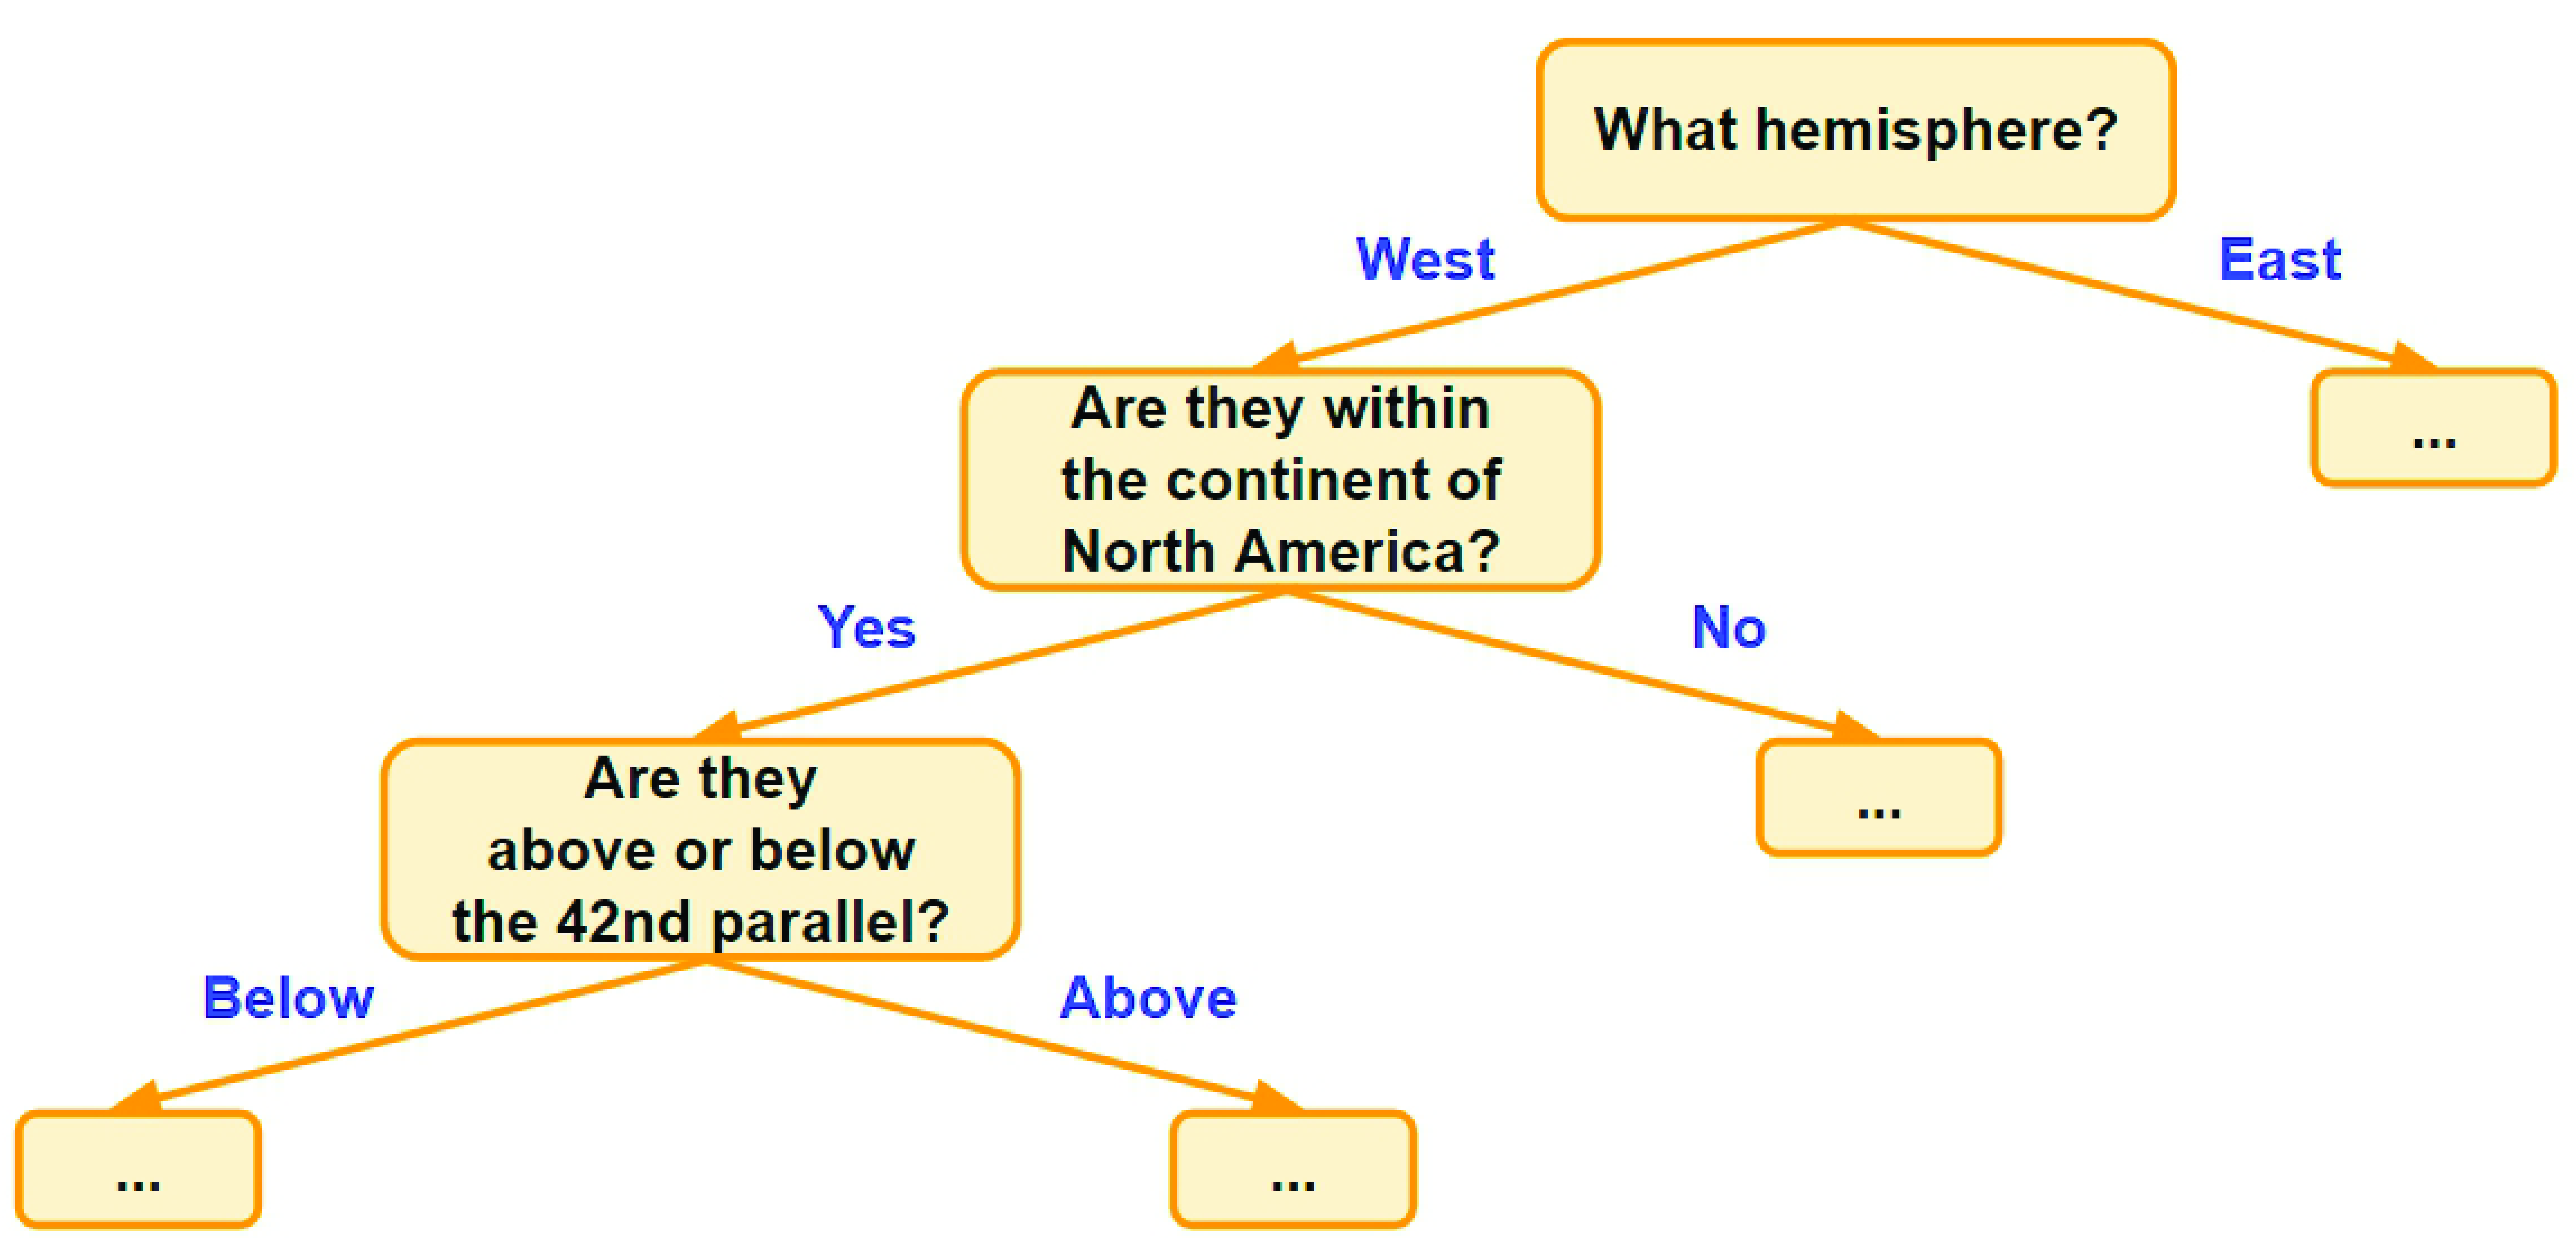 What hemisphere?
West
East
Are they within
the continent of
North America?
...
Yes
No
Are they
above or below
the 42nd parallel?
...
Below
Above
...
...